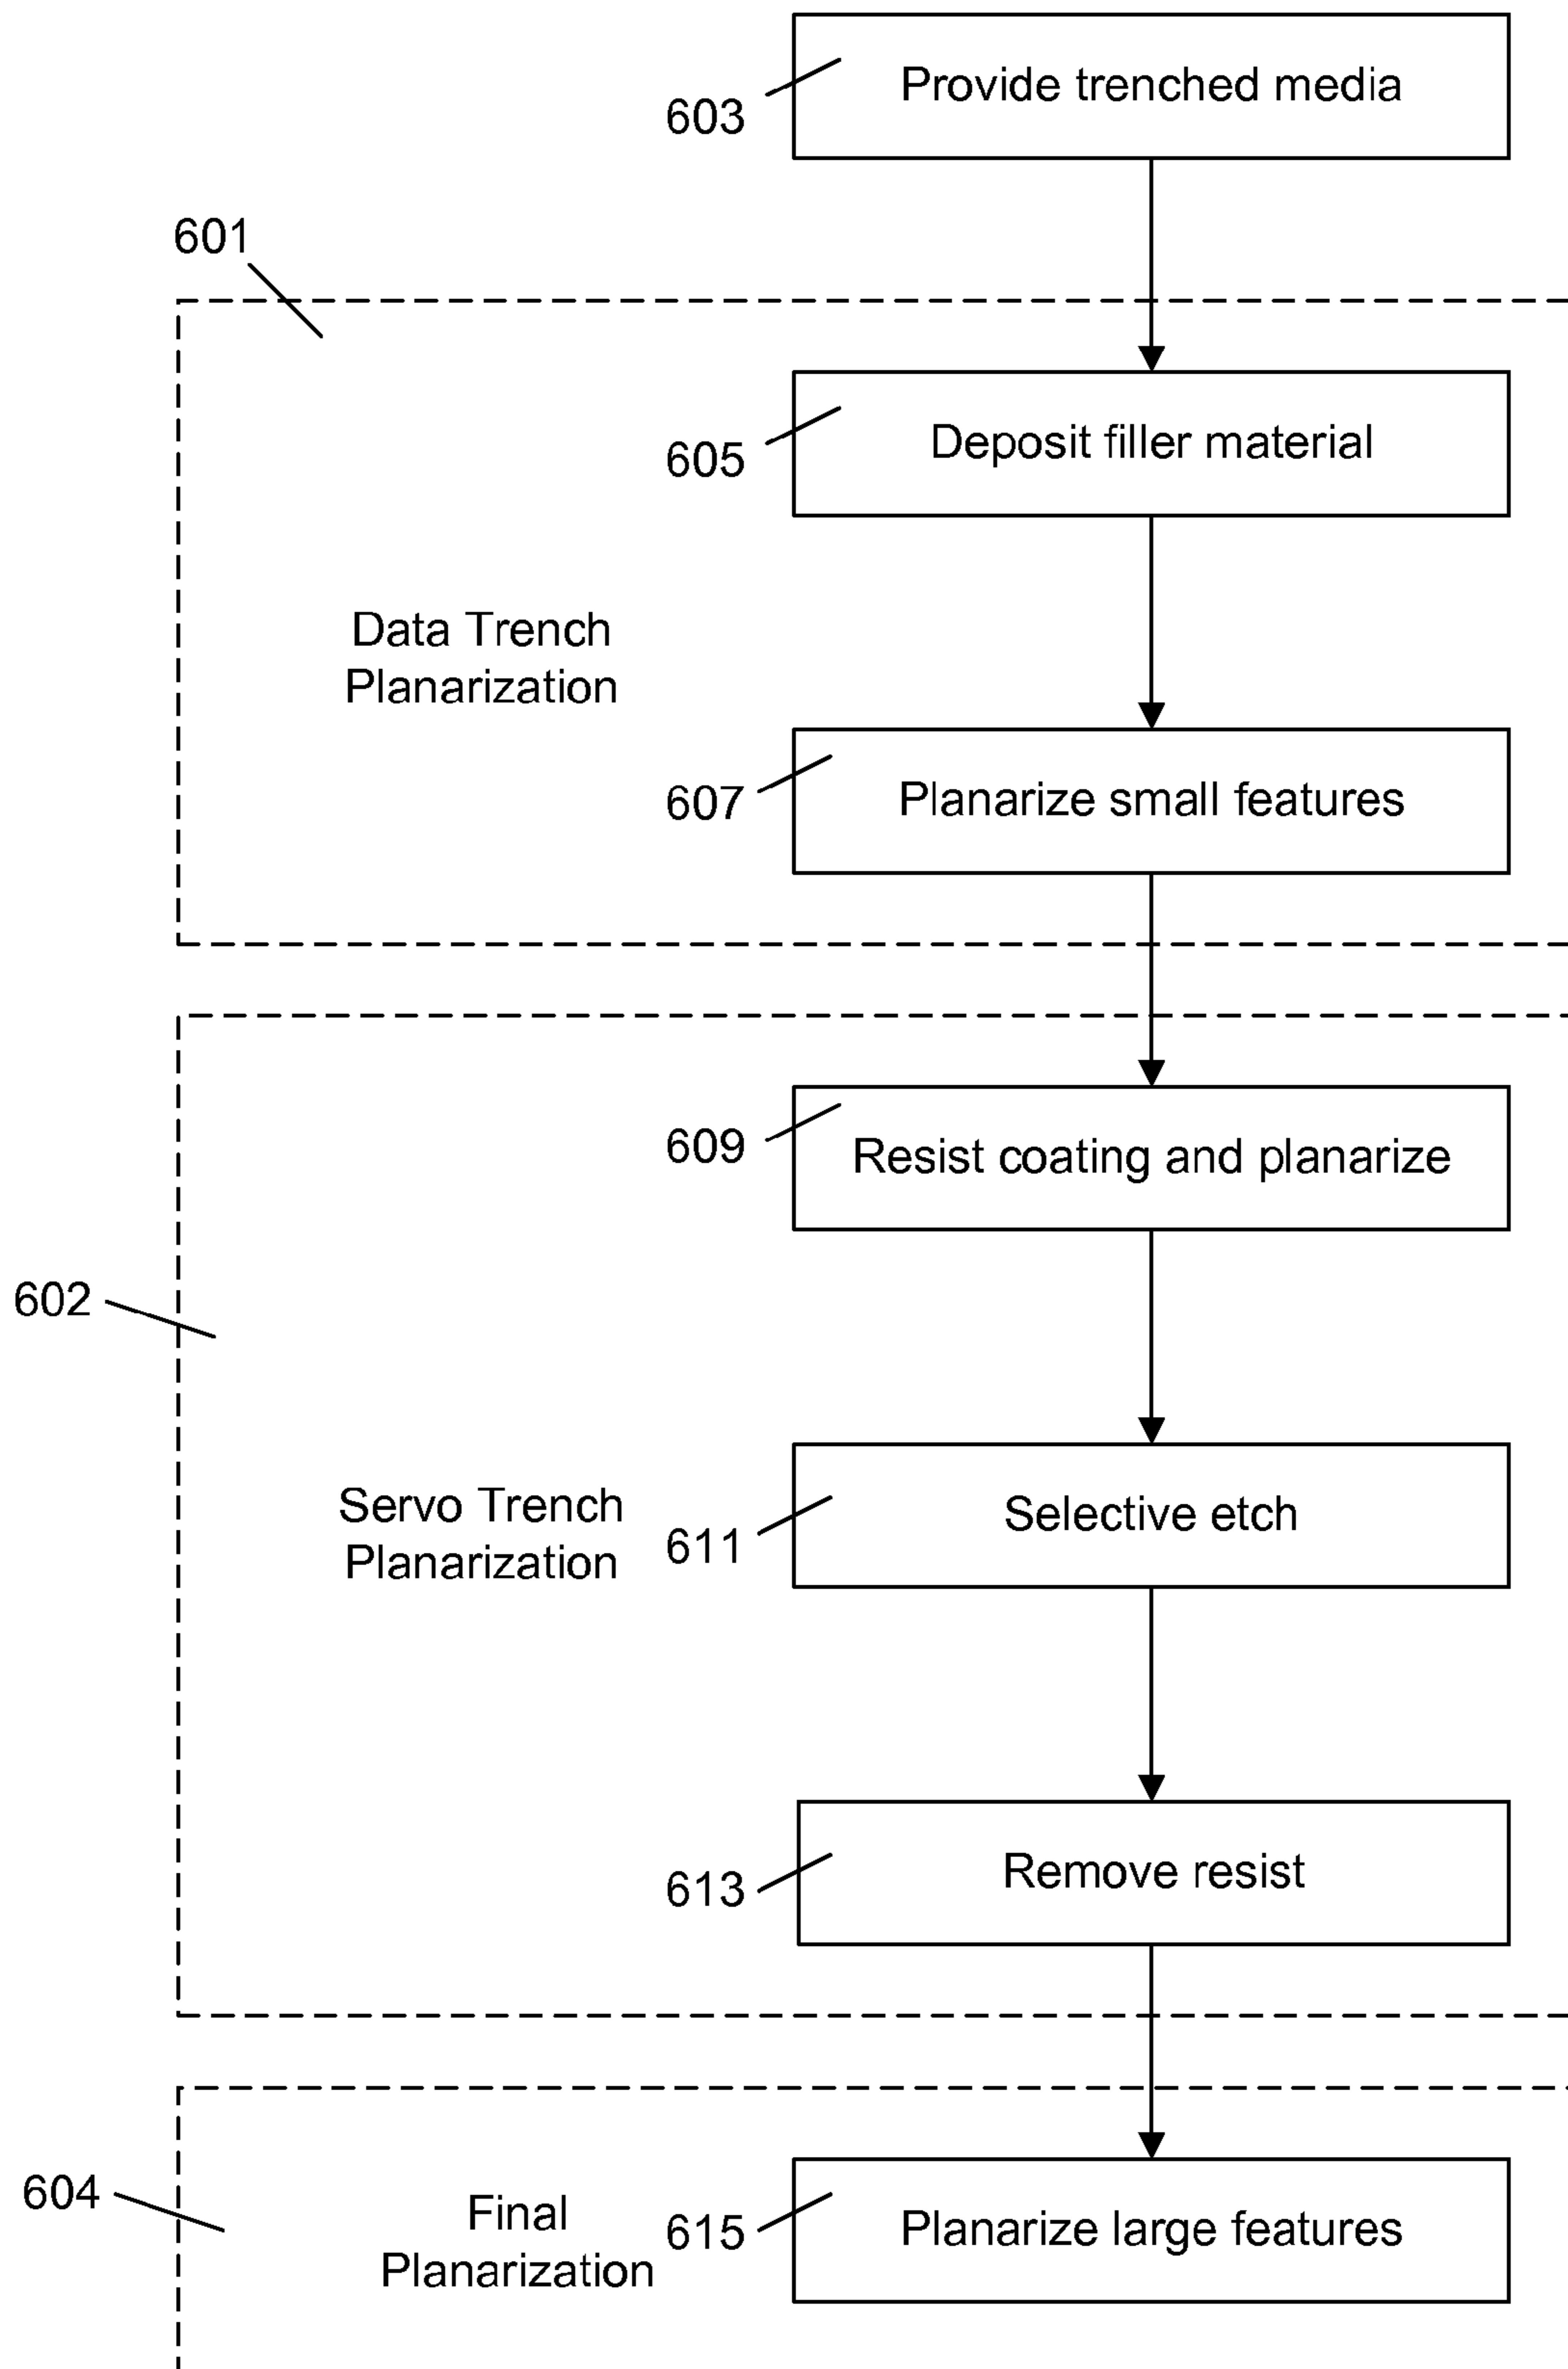 Provide trenched media
603
601
Deposit filler material
605
Data Trench
Planarization
Planarize small features
607
Resist coating and planarize
609
602
Servo Trench
Planarization
Selective etch
611
Remove resist
613
604
Final
Planarization
615
Planarize large features